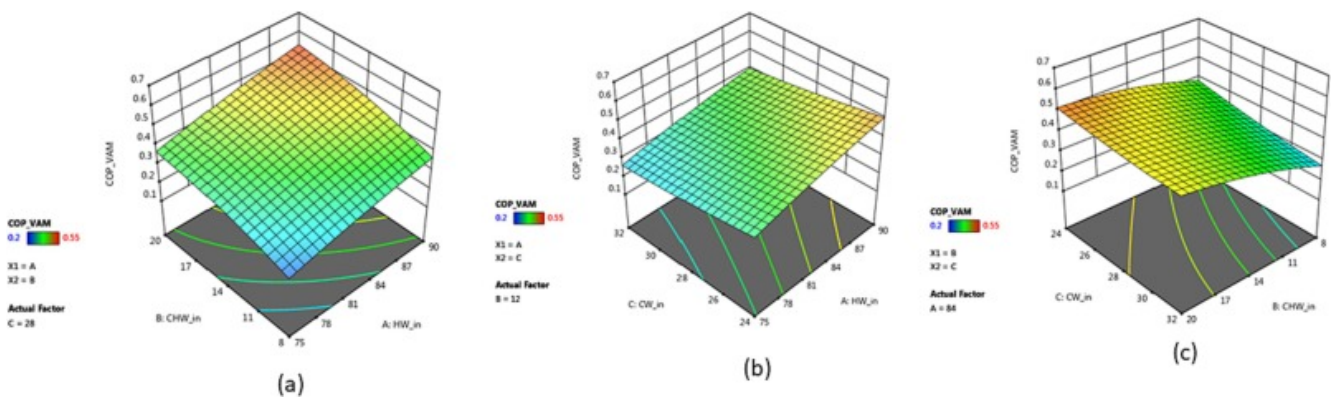 0.7
0.6
0.5
0.4
0.3
0.2
0.1
COP_VAM
COP_VAM
0.2 0.55
X1 = A
X2 = B
Actual Factor
C = 28
20
17
14
11
8
B: CHW_in
75
78
81
84
87
90
A: HW_in
(a)
0.7
0.6
0.5
0.4
0.3
0.2
0.1
COP_VAM
COP_VAM
0.2 0.55
X1 = A
X2 = C
Actual Factor
B = 12
32
30
28
26
24
C: CW_in
75
78
81
84
87
90
A: HW_in
(b)
0.7
0.6
0.5
0.4
0.3
0.2
0.1
COP_VAM
COP_VAM
0.2 0.55
X1 = B
X2 = C
Actual Factor
A = 84
24
26
28
30
32
C: CW_in
20
17
14
11
8
B: CHW_in
(c)